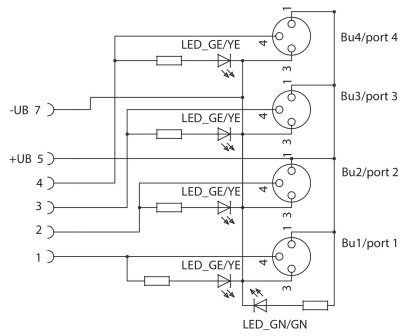 1
LED_GE/YE
4
Bu4/port 4
3
1
-UB 7
LED_GE/YE
4
Bu3/port 3
3
+UB 5
1
4
LED_GE/YE
4
Bu2/port 2
3
3
2
1
1
LED_GE/YE
4
Bu1/port 1
3
LED_GN/GN